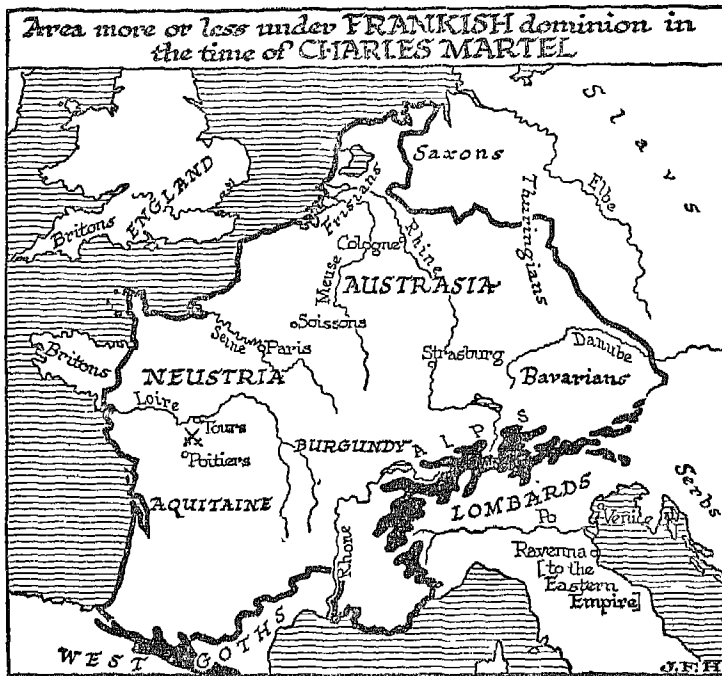 Area more or less under FRANKISH dominion in
the time of CHARLES MARTEL
Slavs
Saxons
ENGLAND
Britons
Frisians
Elbe
Thuringians
Cologne
Rhine
Meuse
AUSTRASIA
Soissons
Seine
Paris
Strasburg
Danube
Britons
NEUSTRIA
Bavarians
Loire
Tours
Poitiers
BURGUNDY
ALPS
AQUITAINE
LOMBARDS
Serbs
Po
Venice
Rhone
Ravenna
[to the
Eastern
Empire]
WEST GOTHS
J.F.H